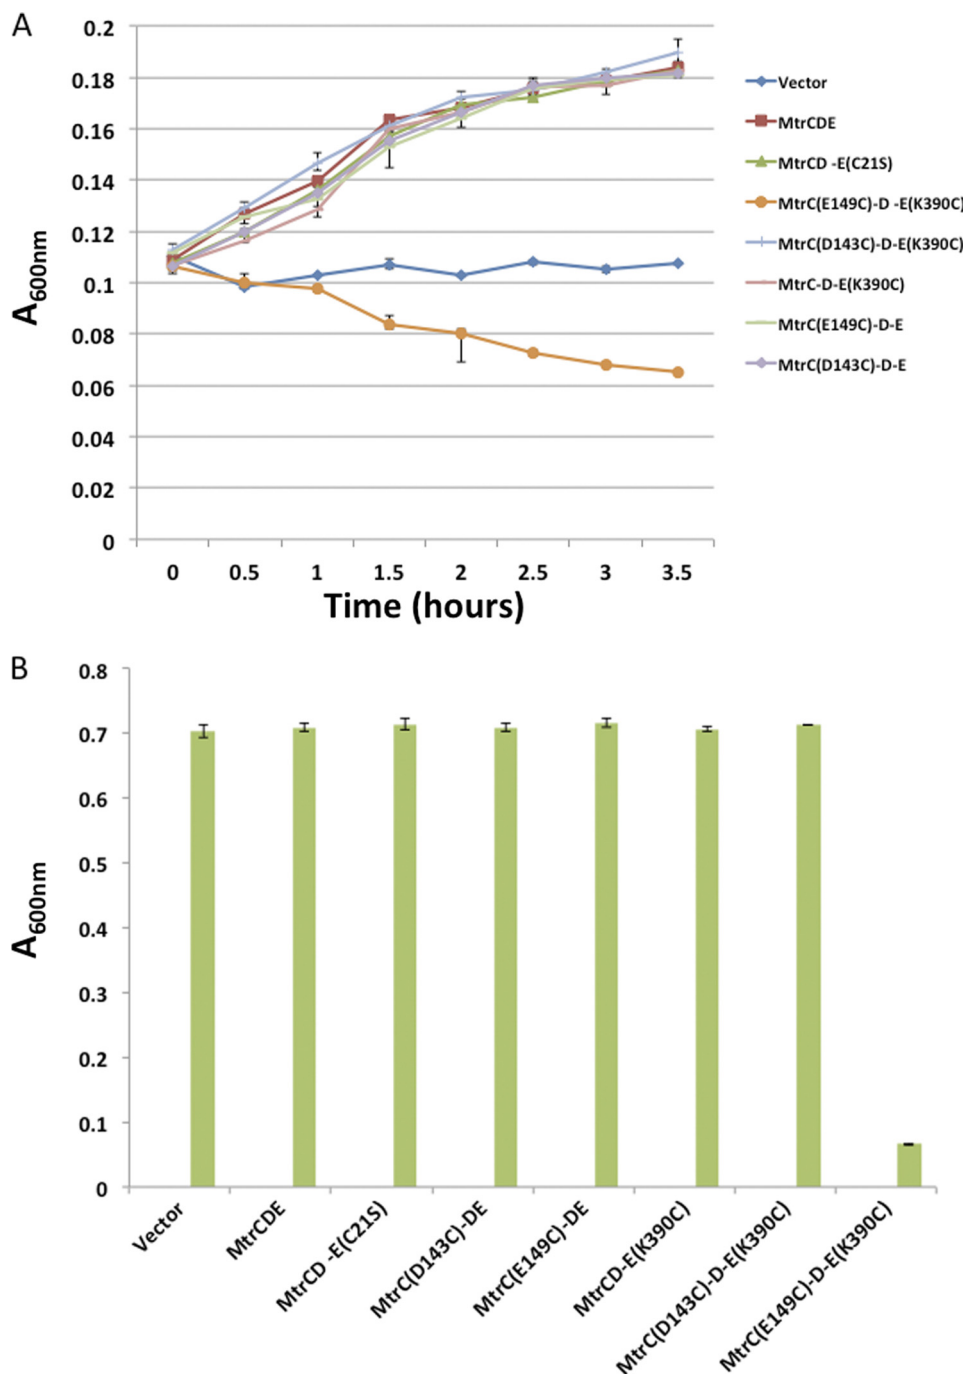 A
0.2
0.18
0.16
0.14
0.12
0.1
0.08
0.06
0.04
0.02
0
A600nm
0 0.5 1 1.5 2 2.5 3 3.5
Time (hours)
Vector
MtrCDE
MtrCD -E(C21S)
MtrC(E149C)-D -E(K390C)
MtrC(D143C)-D-E(K390C)
MtrC-D-E(K390C)
MtrC(E149C)-D-E
MtrC(D143C)-D-E
B
0.8
0.7
0.6
0.5
0.4
0.3
0.2
0.1
0
A600nm
Vector
MtrCDE
MtrCD -E(C21S)
MtrC(D143C)-DE
MtrC(E149C)-DE
MtrCD-E(K390C)
MtrC(D143C)-D-E(K390C)
MtrC(E149C)-D-E(K390C)